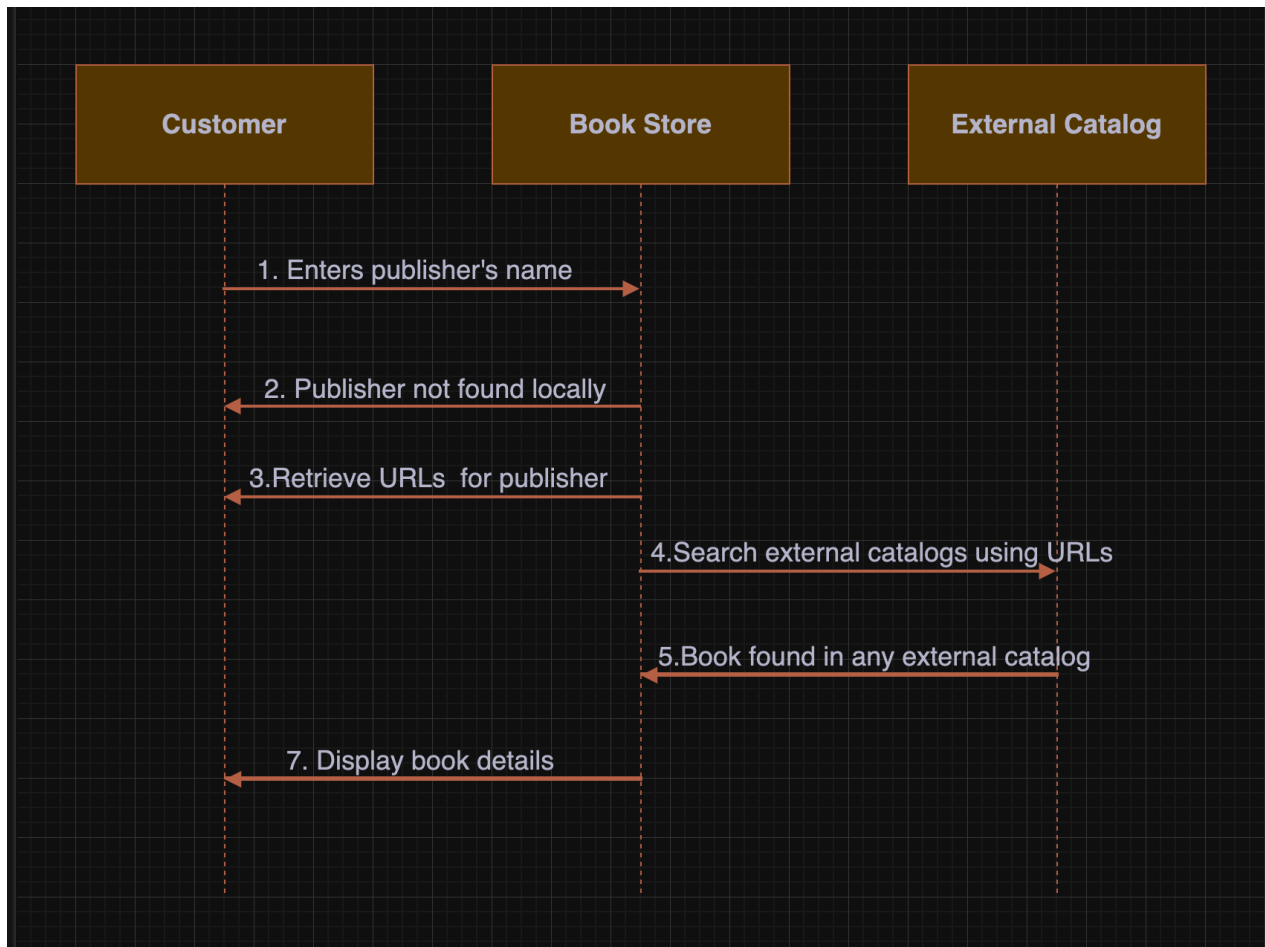 Customer
Book Store
External Catalog
1. Enters publisher's name
2. Publisher not found locally
3.Retrieve URLs  for publisher
4.Search external catalogs using URLs
5.Book found in any external catalog
7. Display book details